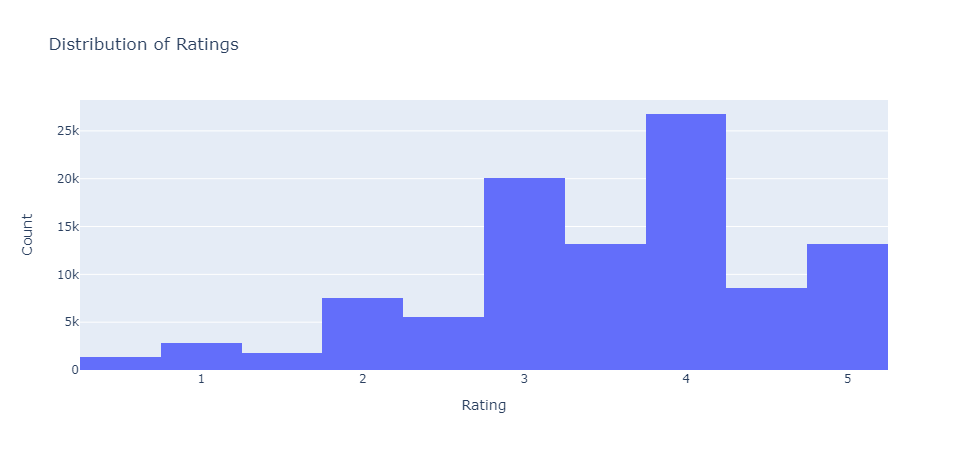 Distribution of Ratings
25k
20k
15k
10k
5k
0
Count
1 2 3 4 5
Rating